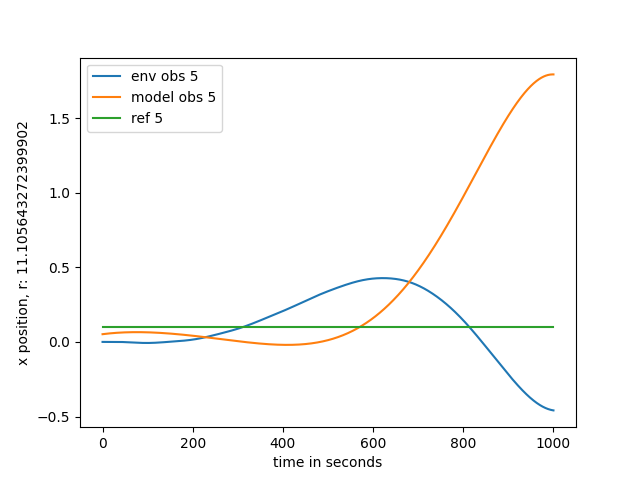 env obs 5
model obs 5
ref 5
1.5
1.0
0.5
0.0
−0.5
x position, r: 11.105643272399902
0
200
400
600
800
1000
time in seconds